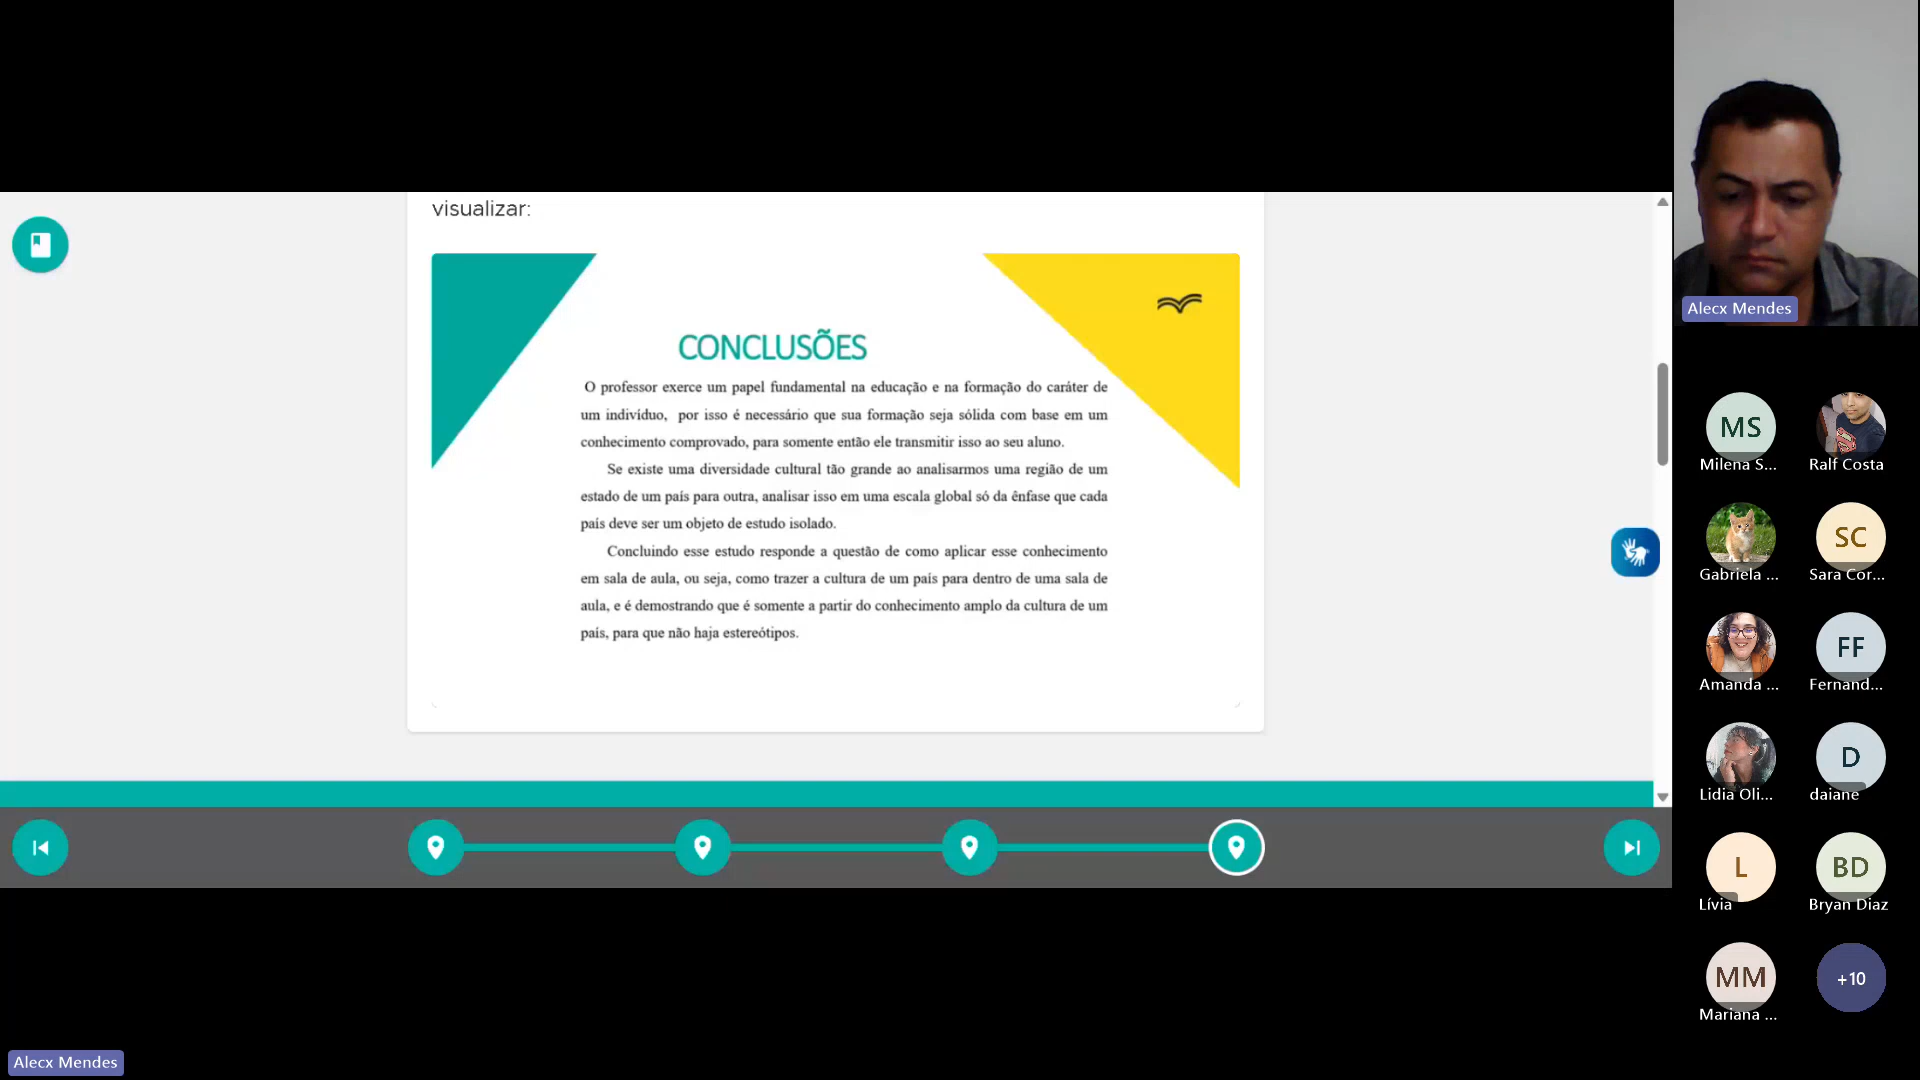 visualizar:
CONCLUSÕES
O professor exerce um papel fundamental na educação e na formação do caráter de
um indivíduo, por isso é necessário que sua formação seja sólida com base em um
conhecimento comprovado, para somente então ele transmitir isso ao seu aluno.
Se existe uma diversidade cultural tão grande ao analisarmos uma região de um
estado de um país para outra, analisar isso em uma escala global só da ênfase que cada
país deve ser um objeto de estudo isolado.
Concluindo esse estudo responde a questão de como aplicar esse conhecimento
em sala de aula, ou seja, como trazer a cultura de um país para dentro de uma sala de
aula, e é demostrando que é somente a partir do conhecimento amplo da cultura de um
país, para que não haja estereótipos.
Alecx Mendes
MS
Milena S...
Ralf Costa
Gabriela ...
SC
Sara Cor...
Amanda ...
FF
Fernand...
Lidia Oli...
D
daiane
L
Lívia
BD
Bryan Diaz
MM
Mariana ...
+10
Alecx Mendes